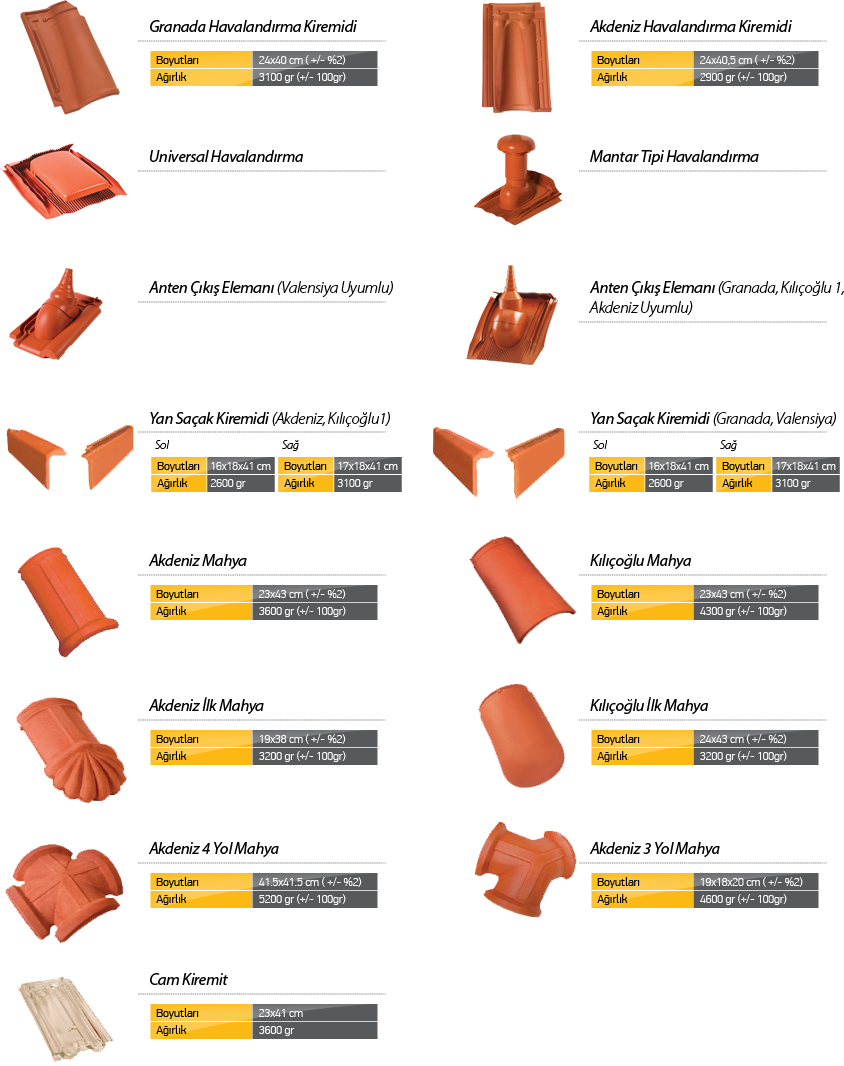 Granada Havalandırma Kiremidi
Boyutları 24x40 cm ( +/- %2)
Ağırlık 3100 gr (+/- 100gr)
Akdeniz Havalandırma Kiremidi
Boyutları 24x40,5 cm ( +/- %2)
Ağırlık 2900 gr (+/- 100gr)
Universal Havalandırma
Mantar Tipi Havalandırma
Anten Çıkış Elemanı (Valensiya Uyumlu)
Anten Çıkış Elemanı (Granada, Kılıçoğlu 1,
Akdeniz Uyumlu)
Yan Saçak Kiremidi (Akdeniz, Kılıçoğlu1)
Sol Sağ
Boyutları 16x18x41 cm Boyutları 17x18x41 cm
Ağırlık 2600 gr Ağırlık 3100 gr
Yan Saçak Kiremidi (Granada, Valensiya)
Sol Sağ
Boyutları 16x18x41 cm Boyutları 17x18x41 cm
Ağırlık 2600 gr Ağırlık 3100 gr
Akdeniz Mahya
Boyutları 23x43 cm ( +/- %2)
Ağırlık 3600 gr (+/- 100gr)
Kılıçoğlu Mahya
Boyutları 23x43 cm ( +/- %2)
Ağırlık 4300 gr (+/- 100gr)
Akdeniz İlk Mahya
Boyutları 19x38 cm ( +/- %2)
Ağırlık 3200 gr (+/- 100gr)
Kılıçoğlu İlk Mahya
Boyutları 24x43 cm ( +/- %2)
Ağırlık 3200 gr (+/- 100gr)
Akdeniz 4 Yol Mahya
Boyutları 41.5x41.5 cm ( +/- %2)
Ağırlık 5200 gr (+/- 100gr)
Akdeniz 3 Yol Mahya
Boyutları 19x18x20 cm ( +/- %2)
Ağırlık 4600 gr (+/- 100gr)
Cam Kiremit
Boyutları 23x41 cm
Ağırlık 3600 gr